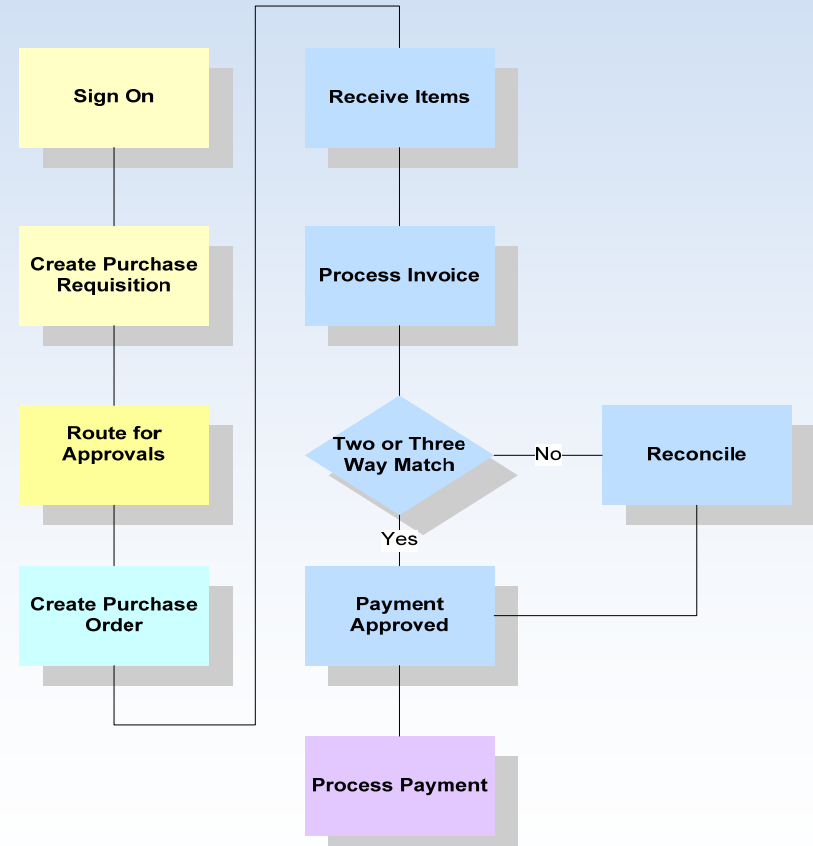 Sign On
Create Purchase
Requisition
Route for
Approvals
Create Purchase
Order
Receive Items
Process Invoice
Two or Three
Way Match
No
Reconcile
Yes
Payment
Approved
Process Payment